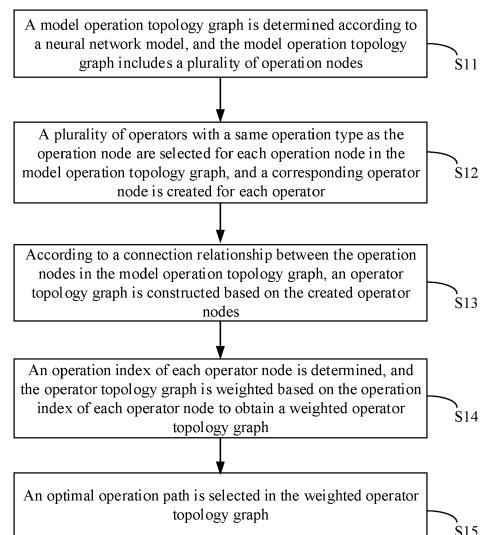 A model operation topology graph is determined according to
a neural network model, and the model operation topology
graph includes a plurality of operation nodes
S11
A plurality of operators with a same operation type as the
operation node are selected for each operation node in the
model operation topology graph, and a corresponding operator
node is created for each operator
S12
According to a connection relationship between the operation
nodes in the model operation topology graph, an operator
topology graph is constructed based on the created operator
nodes
S13
An operation index of each operator node is determined, and
the operator topology graph is weighted based on the operation
index of each operator node to obtain a weighted operator
topology graph
S14
An optimal operation path is selected in the weighted operator
topology graph
S15